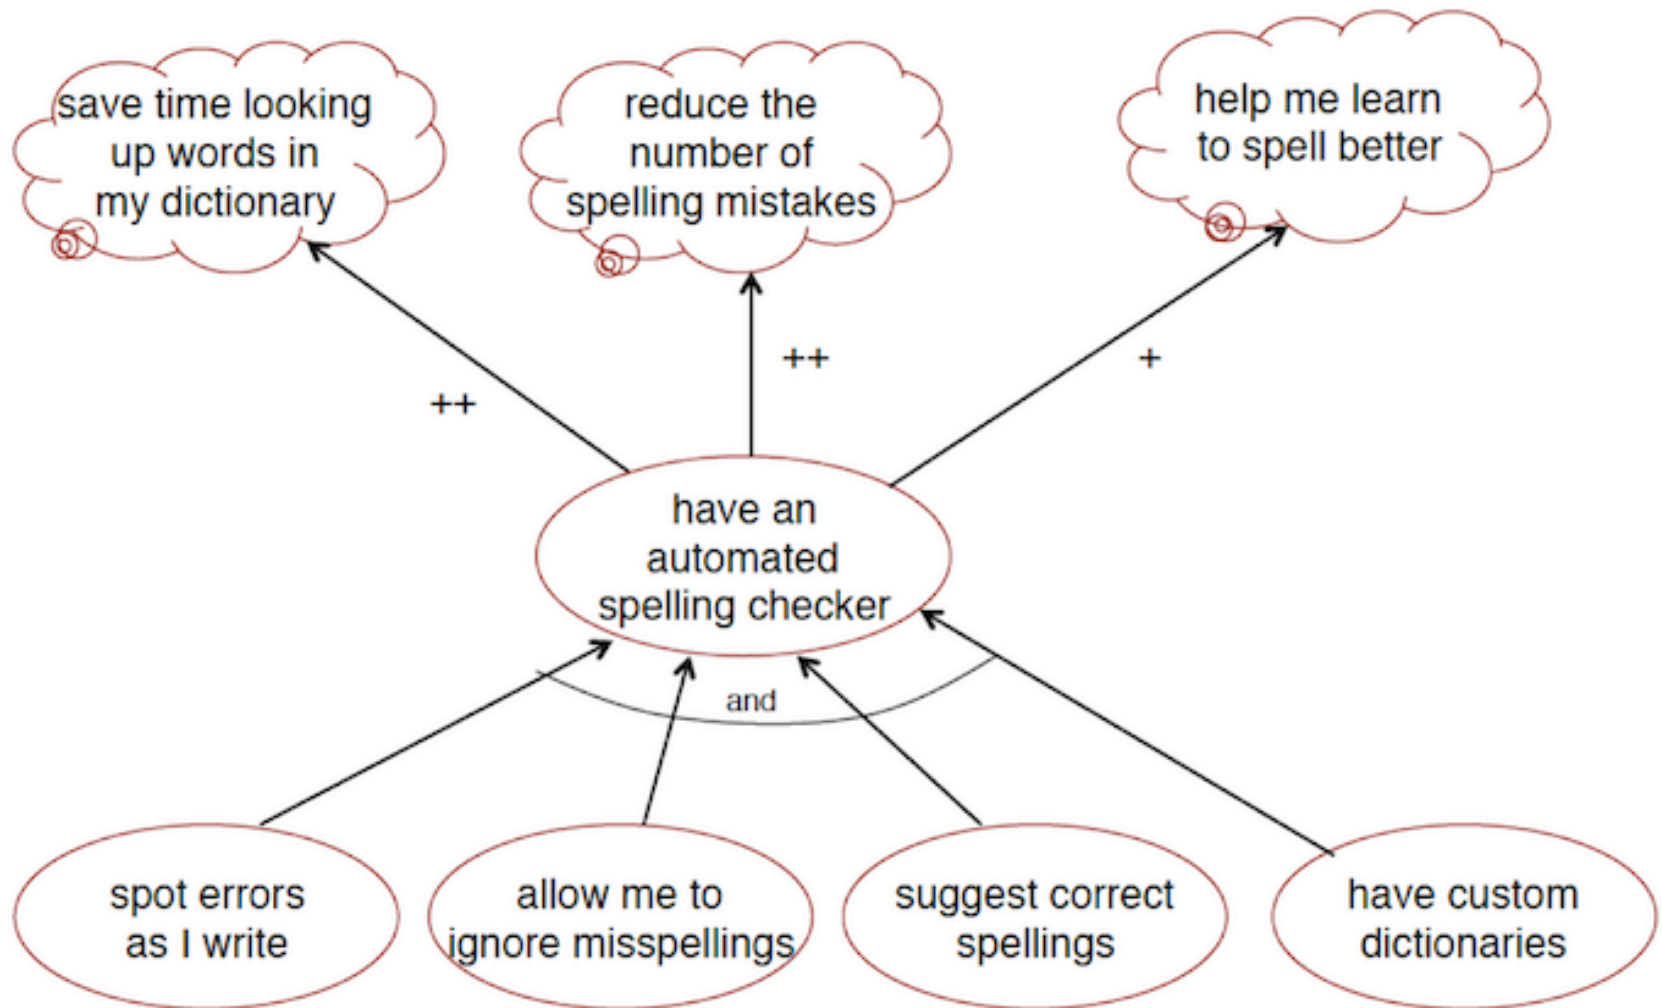 save time looking
up words in
my dictionary
reduce the
number of
spelling mistakes
help me learn
to spell better
++
++
+
have an
automated
spelling checker
and
spot errors
as I write
allow me to
ignore misspellings
suggest correct
spellings
have custom
dictionaries